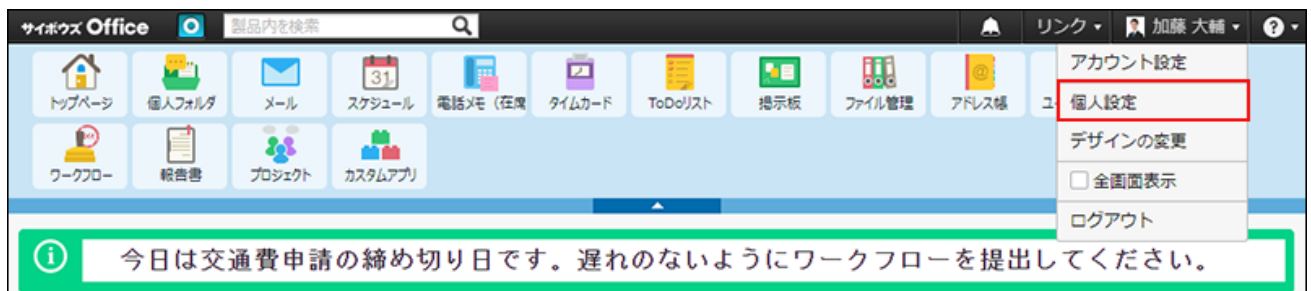 サイボウズ Office 製品内を検索 リンク 加藤 大輔
トップページ 個人フォルダ メール スケジュール 電話メモ（在席 タイムカード ToDoリスト 掲示板 ファイル管理 アドレス帳 ユ
ワークフロー 報告書 プロジェクト カスタムアプリ
アカウント設定
個人設定
デザインの変更
全画面表示
ログアウト
今日は交通費申請の締め切り日です。遅れのないようにワークフローを提出してください。